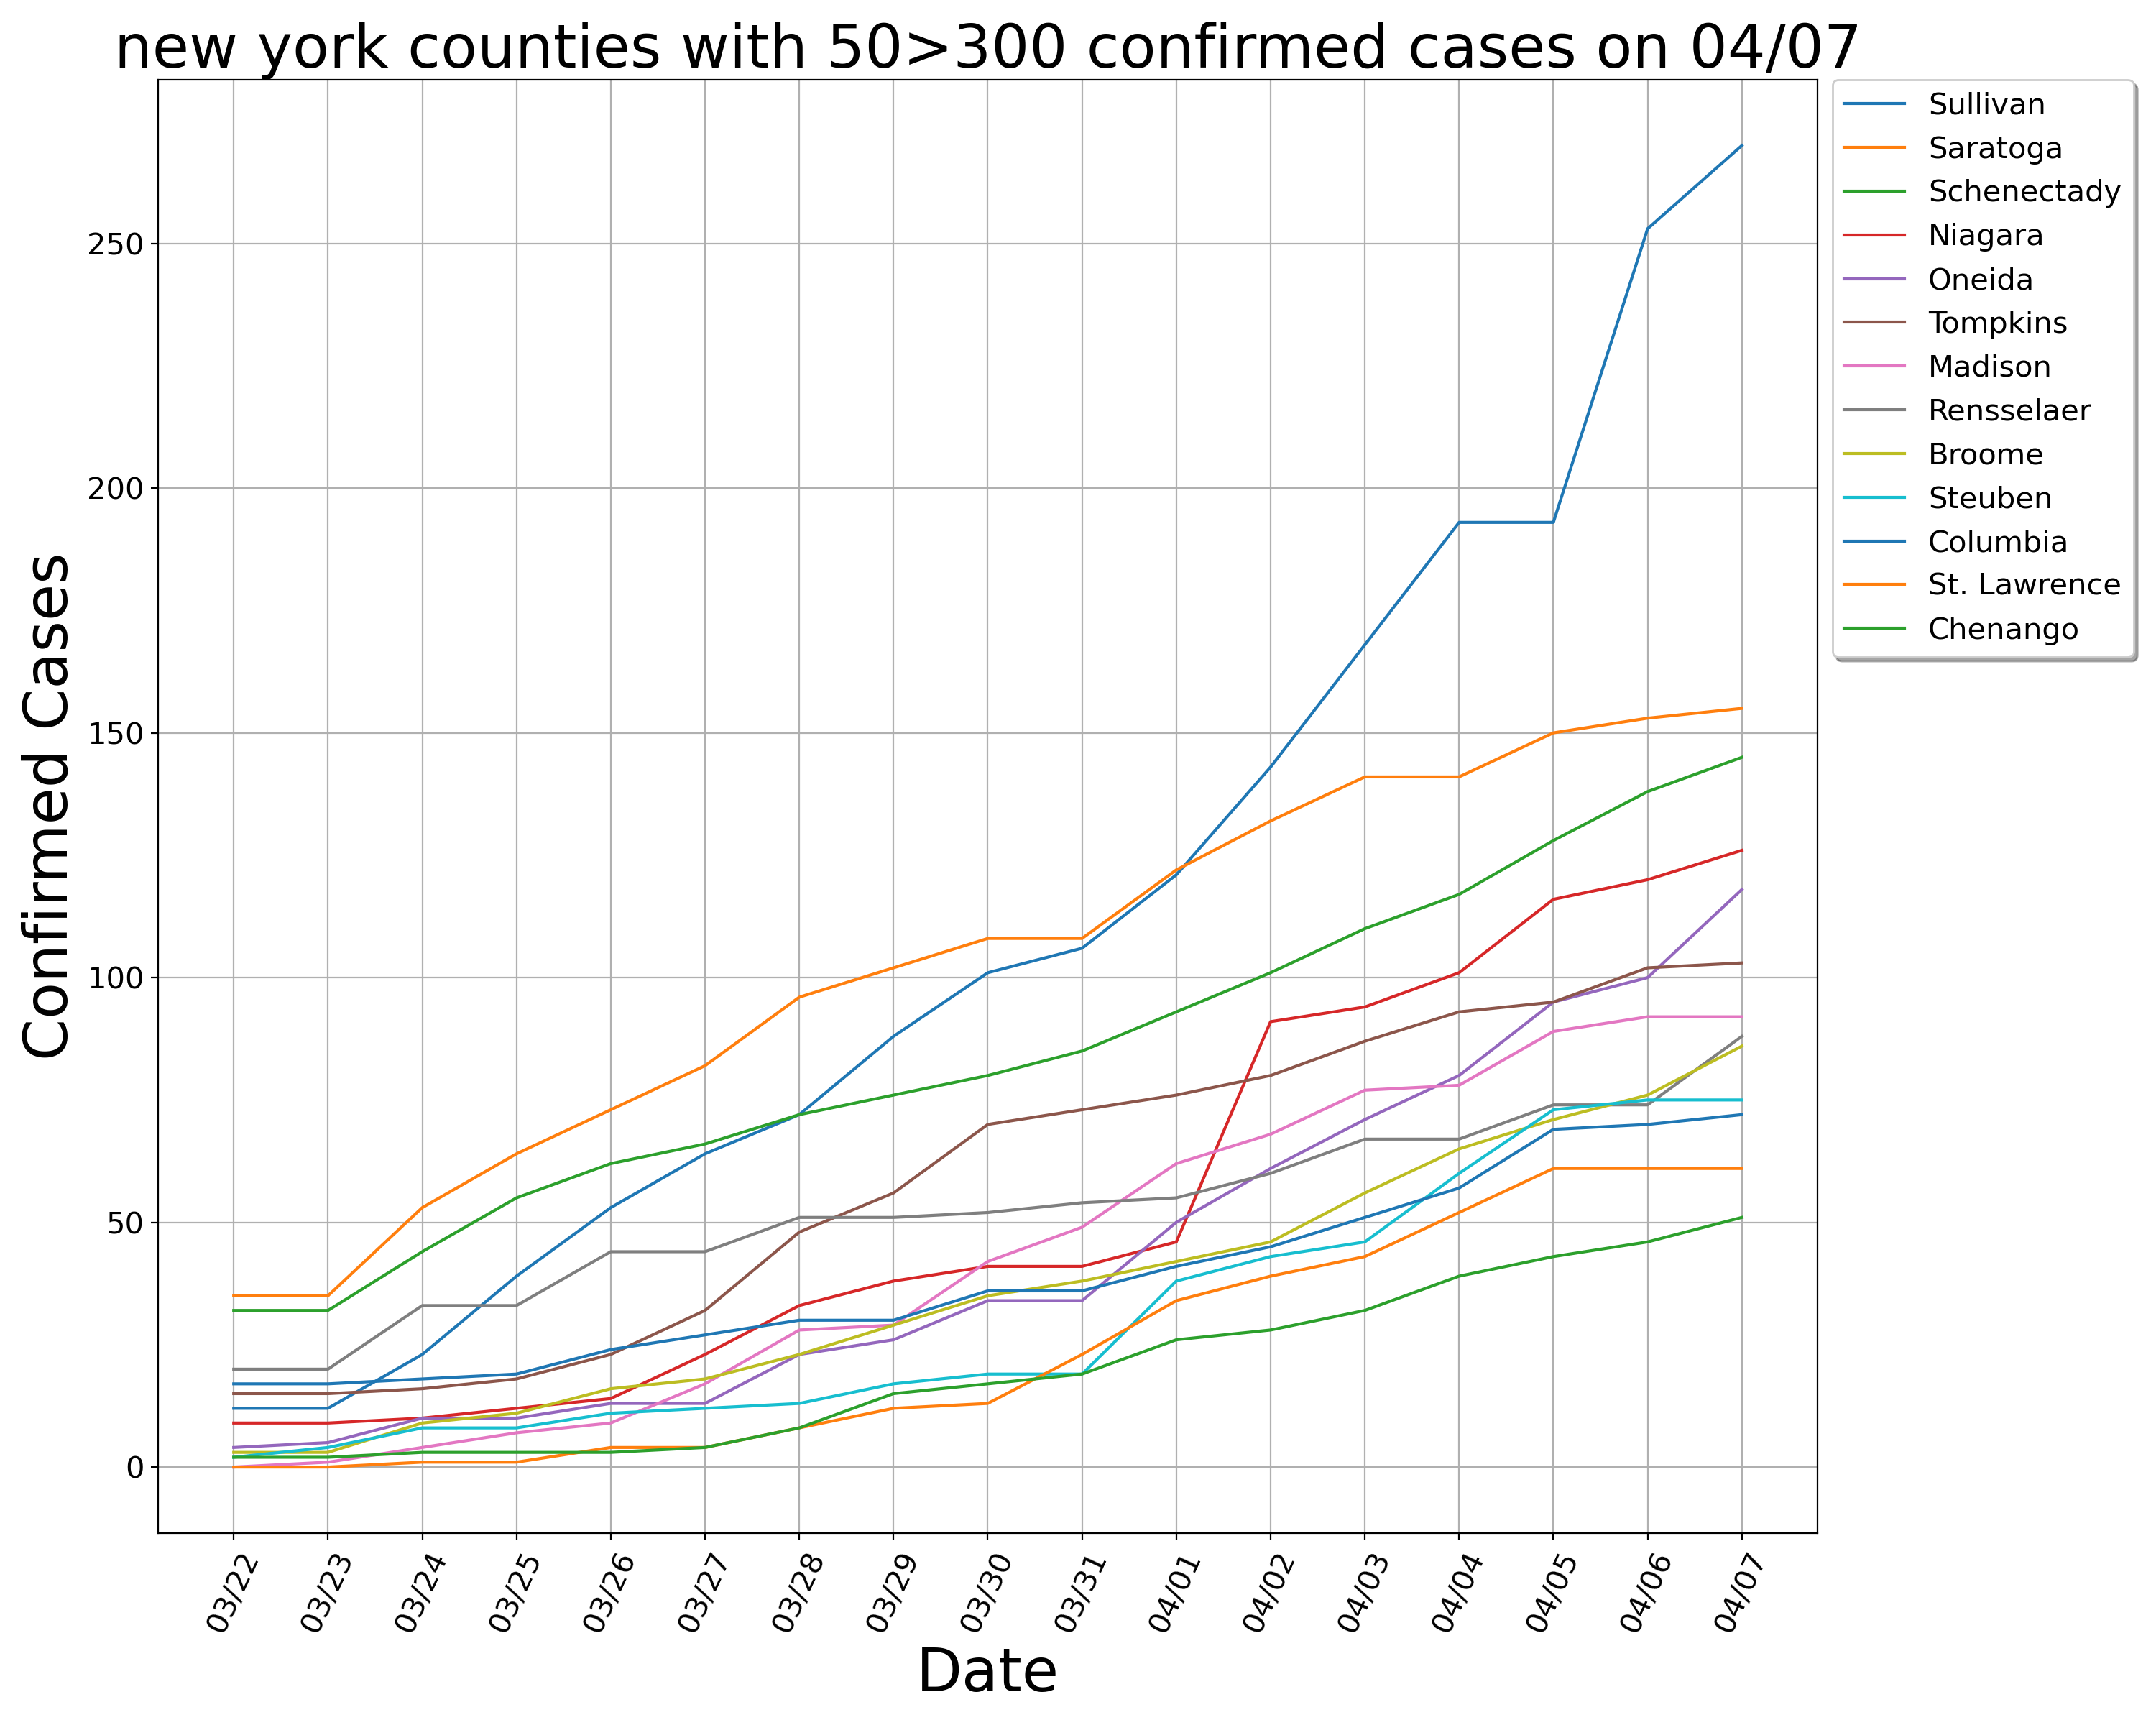 new york counties with 50>300 confirmed cases on 04/07
Sullivan
Saratoga
Schenectady
Niagara
Oneida
Tompkins
Madison
Rensselaer
Broome
Steuben
Columbia
St. Lawrence
Chenango
Confirmed Cases
250
200
150
100
50
0
03/22 03/23 03/24 03/25 03/26 03/27 03/28 03/29 03/30 03/31 04/01 04/02 04/03 04/04 04/05 04/06 04/07
Date